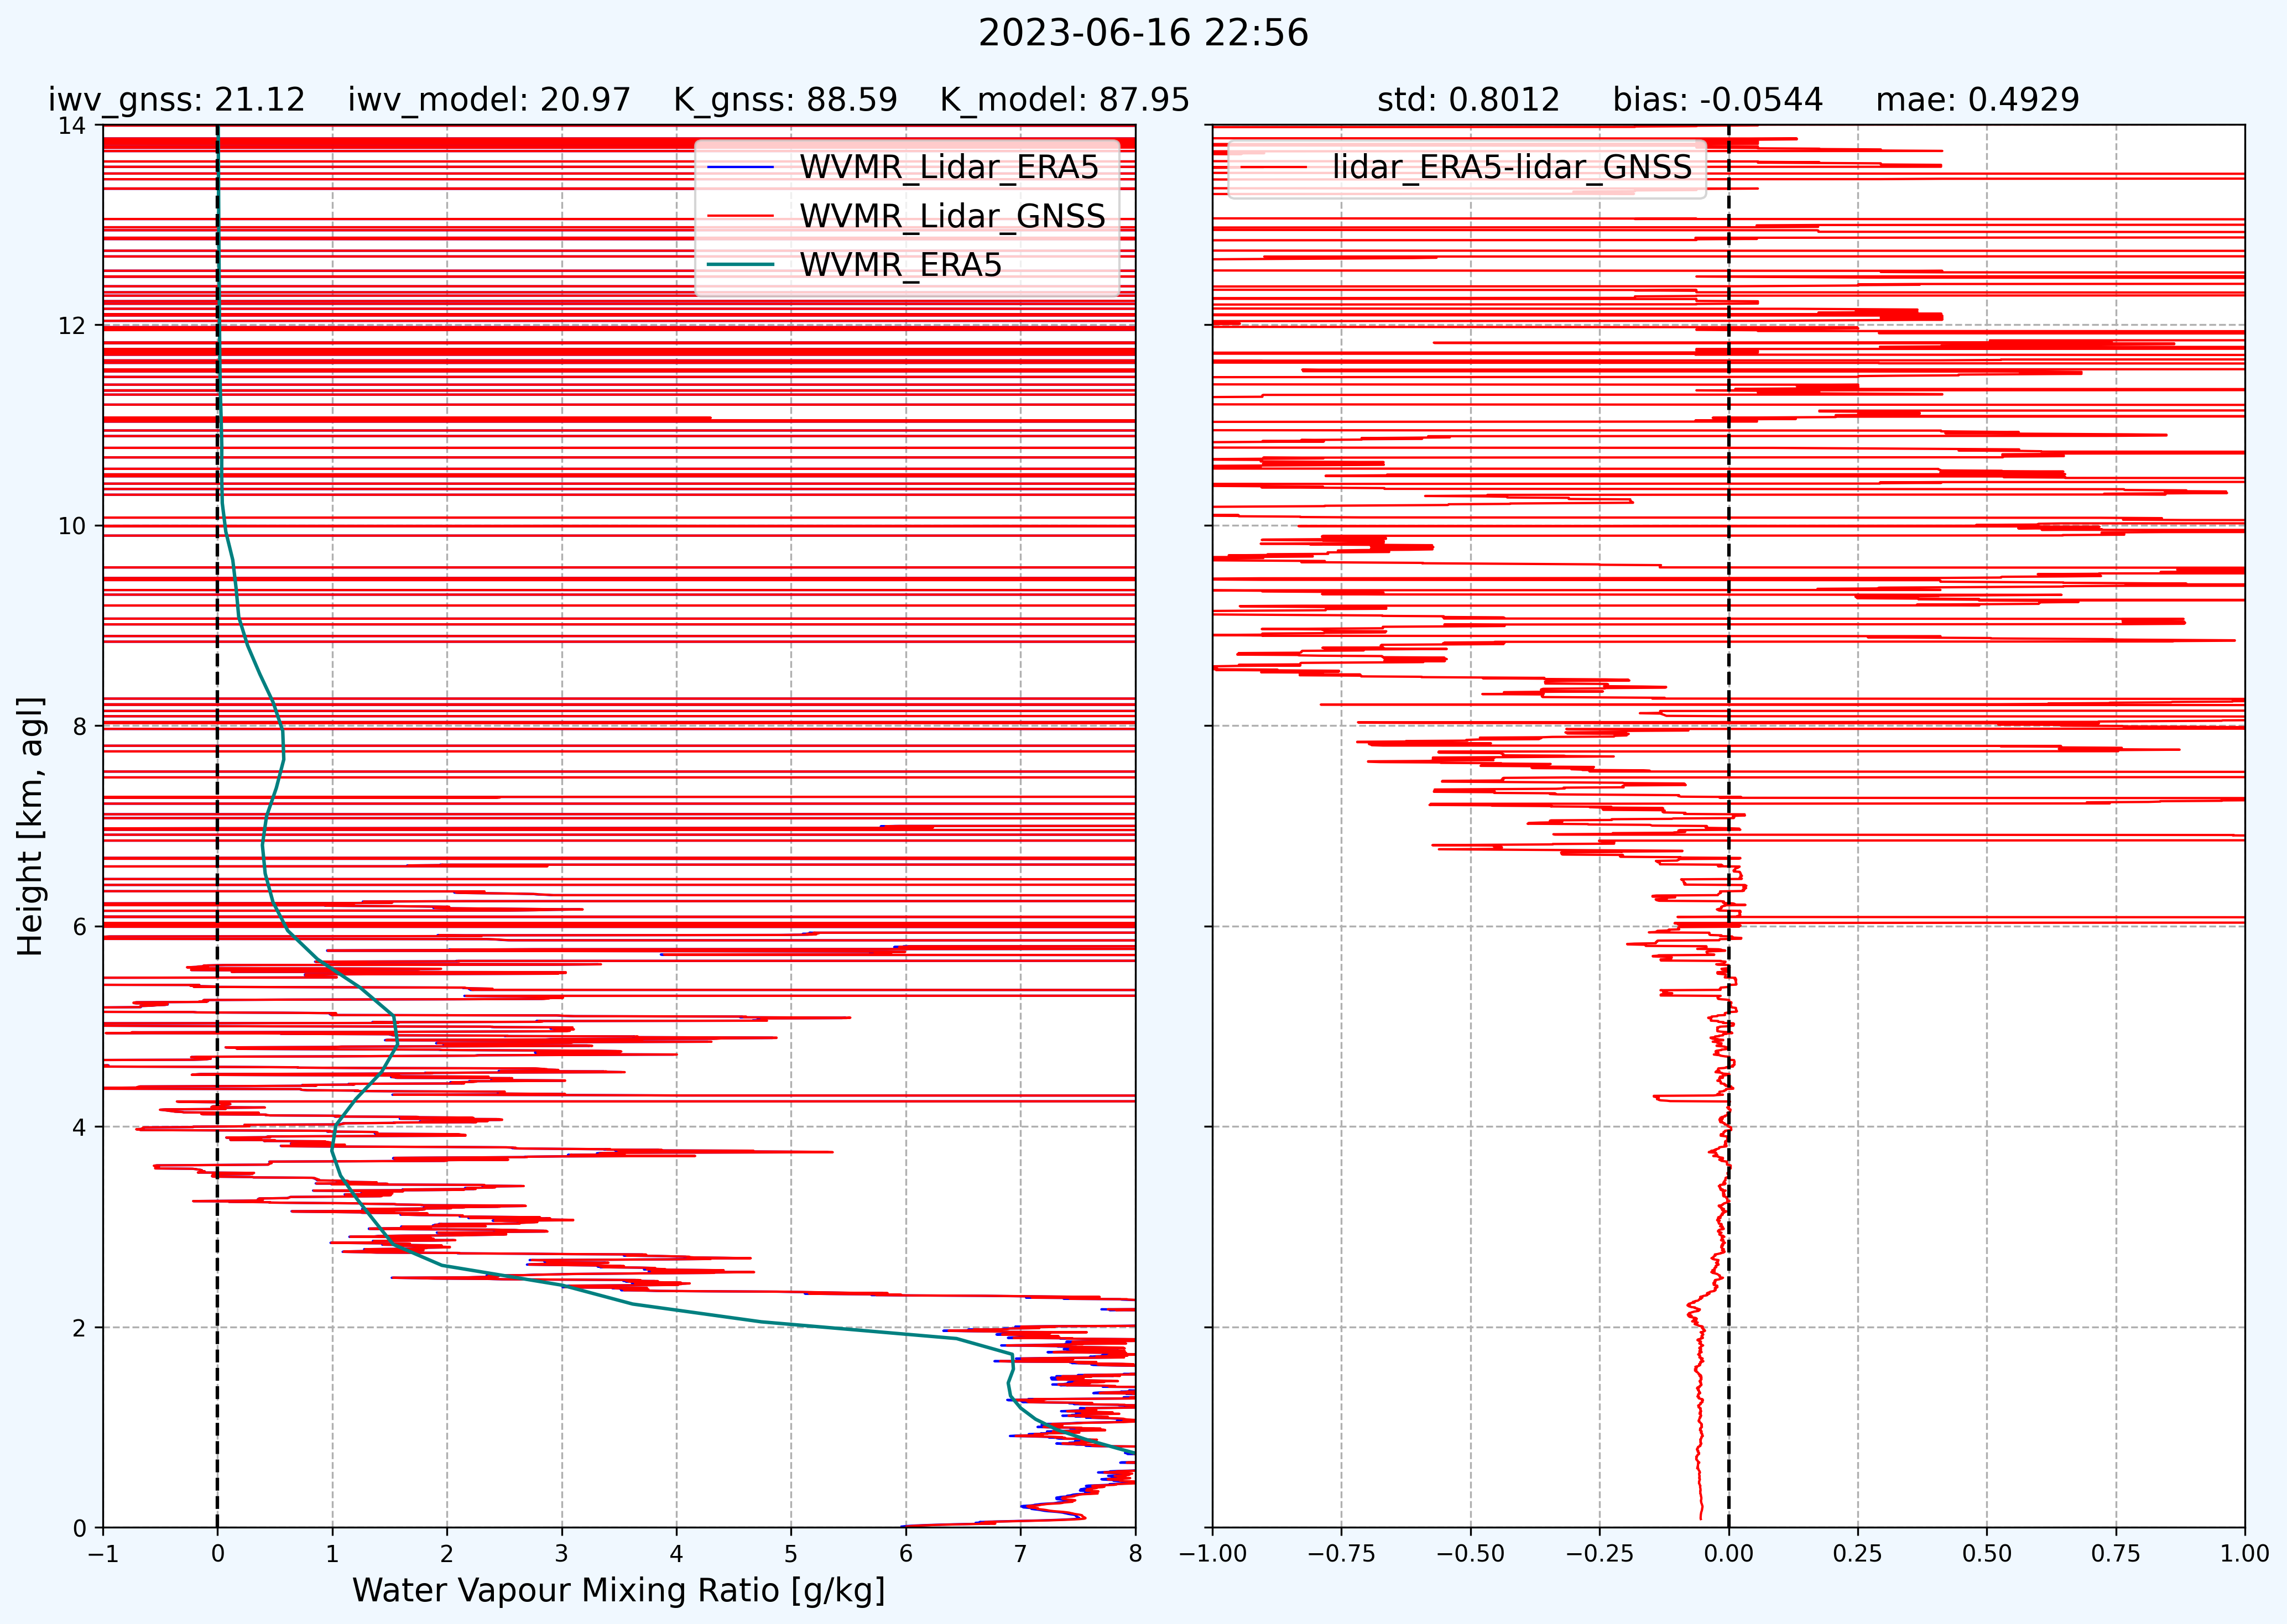 2023-06-16 22:56
iwv_gnss: 21.12 iwv_model: 20.97 K_gnss: 88.59 K_model: 87.95
std: 0.8012 bias: -0.0544 mae: 0.4929
WVMR_Lidar_ERA5
WVMR_Lidar_GNSS
WVMR_ERA5
lidar_ERA5-lidar_GNSS
14
12
10
8
6
4
2
0
Height [km, agl]
−1 0 1 2 3 4 5 6 7 8
Water Vapour Mixing Ratio [g/kg]
−1.00 −0.75 −0.50 −0.25 0.00 0.25 0.50 0.75 1.00